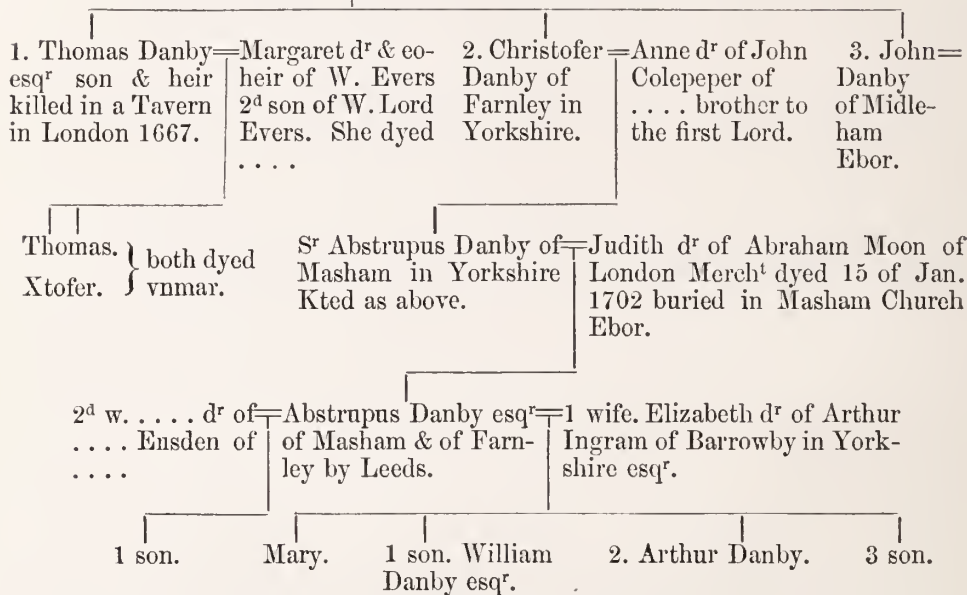 1. Thomas Danby=
esqʳ son & heir
killed in a Tavern
in London 1667.
Margaret dʳ & eo-
heir of W. Evers
2ᵈ son of W. Lord
Evers. She dyed
. . . .
2. Christofer=
Danby of
Farnley in
Yorkshire.
Anne dʳ of John
Colepeper of
. . . . brother to
the first Lord.
3. John=
Danby
of Midle-
ham
Ebor.
Thomas.
Xtofer.
} both dyed
vnmar.
Sʳ Abstrupus Danby of=
Masham in Yorkshire
Kted as above.
Judith dʳ of Abraham Moon of
London Merchᵗ dyed 15 of Jan.
1702 buried in Masham Church
Ebor.
2ᵈ w. . . . . dʳ of=
. . . . Ensden of
. . . .
Abstrupus Danby esqʳ=
of Masham & of Farn-
ley by Leeds.
1 wife. Elizabeth dʳ of Arthur
Ingram of Barrowby in York-
shire esqʳ.
1 son.
Mary.
1 son. William
Danby esqʳ.
2. Arthur Danby.
3 son.